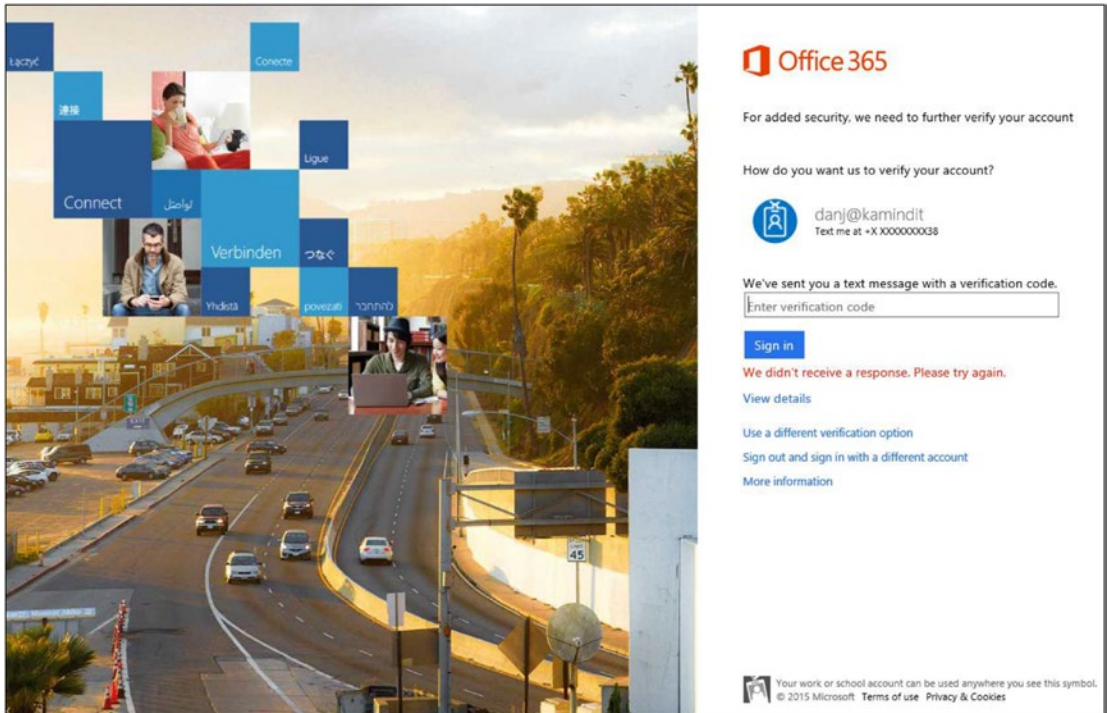 Łączyć
Conecte
連接
Ligue
Connect
تواصل
Verbinden
つなぐ
Yhdistä
povezati
להתחבר
SPEED
LIMIT
45
Office 365
For added security, we need to further verify your account
How do you want us to verify your account?
danj@kamindit
Text me at +X XXXXXXXX38
We've sent you a text message with a verification code.
Enter verification code
Sign in
We didn't receive a response. Please try again.
View details
Use a different verification option
Sign out and sign in with a different account
More information
Your work or school account can be used anywhere you see this symbol.
© 2015 Microsoft Terms of use Privacy & Cookies